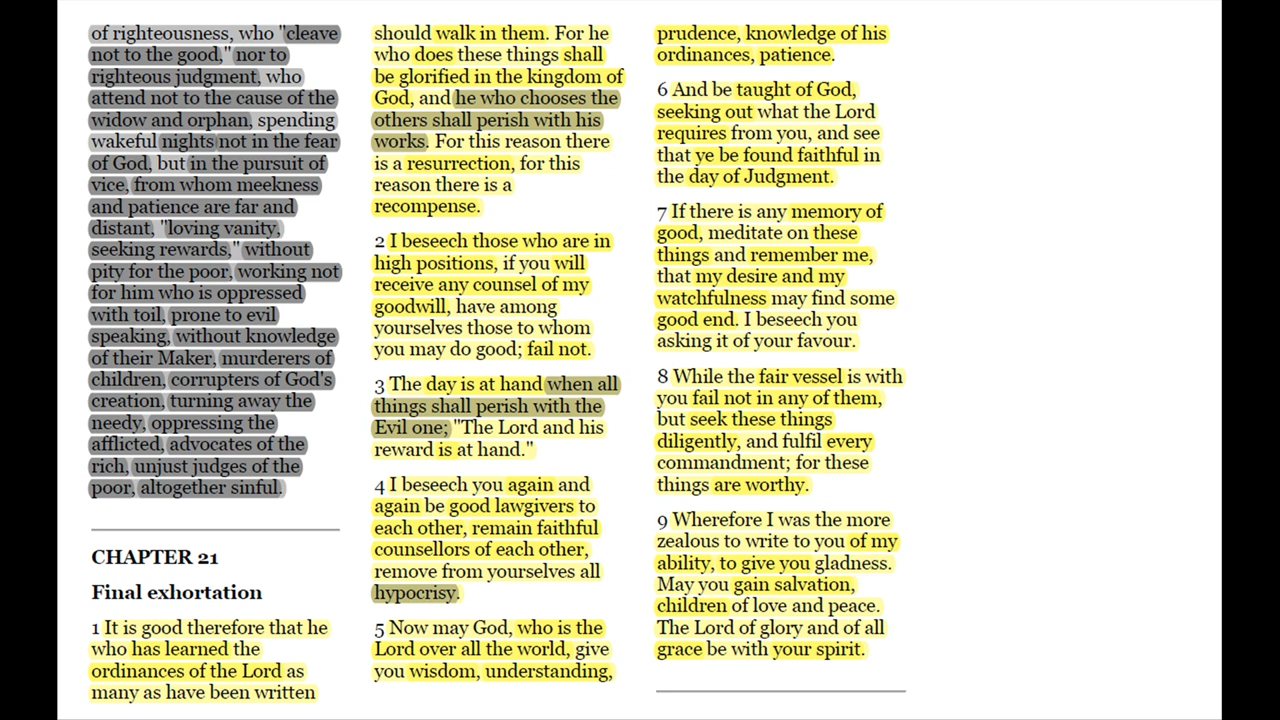 of righteousness, who "cleave
not to the good," nor to
righteous judgment, who
attend not to the cause of the
widow and orphan, spending
wakeful nights not in the fear
of God, but in the pursuit of
vice, from whom meekness
and patience are far and
distant, "loving vanity,
seeking rewards," without
pity for the poor, working not
for him who is oppressed
with toil, prone to evil
speaking, without knowledge
of their Maker, murderers of
children, corrupters of God's
creation, turning away the
needy, oppressing the
afflicted, advocates of the
rich, unjust judges of the
poor, altogether sinful.
CHAPTER 21
Final exhortation
1 It is good therefore that he
who has learned the
ordinances of the Lord as
many as have been written
should walk in them. For he
who does these things shall
be glorified in the kingdom of
God, and he who chooses the
others shall perish with his
works. For this reason there
is a resurrection, for this
reason there is a
recompense.
2 I beseech those who are in
high positions, if you will
receive any counsel of my
goodwill, have among
yourselves those to whom
you may do good; fail not.
3 The day is at hand when all
things shall perish with the
Evil one; "The Lord and his
reward is at hand."
4 I beseech you again and
again be good lawgivers to
each other, remain faithful
counsellors of each other,
remove from yourselves all
hypocrisy.
5 Now may God, who is the
Lord over all the world, give
you wisdom, understanding,
prudence, knowledge of his
ordinances, patience.
6 And be taught of God,
seeking out what the Lord
requires from you, and see
that ye be found faithful in
the day of Judgment.
7 If there is any memory of
good, meditate on these
things and remember me,
that my desire and my
watchfulness may find some
good end. I beseech you
asking it of your favour.
8 While the fair vessel is with
you fail not in any of them,
but seek these things
diligently, and fulfil every
commandment; for these
things are worthy.
9 Wherefore I was the more
zealous to write to you of my
ability, to give you gladness.
May you gain salvation,
children of love and peace.
The Lord of glory and of all
grace be with your spirit.